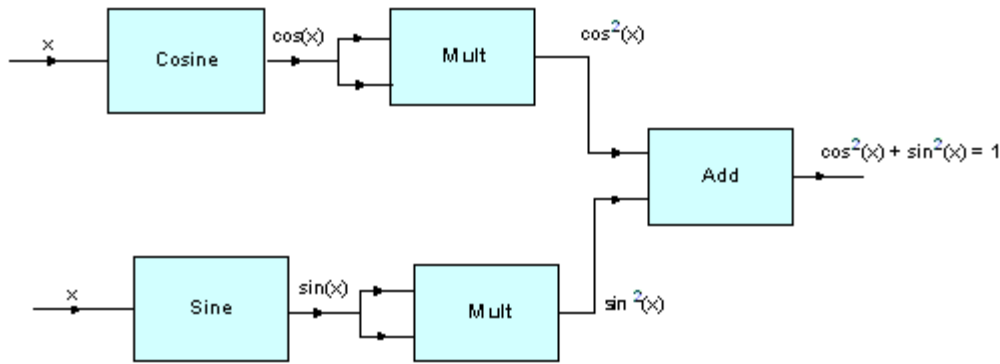 x
Cosine
cos(x)
Mult
cos²(x)
Add
cos²(x) + sin²(x) = 1
x
Sine
sin(x)
Mult
sin ²(x)